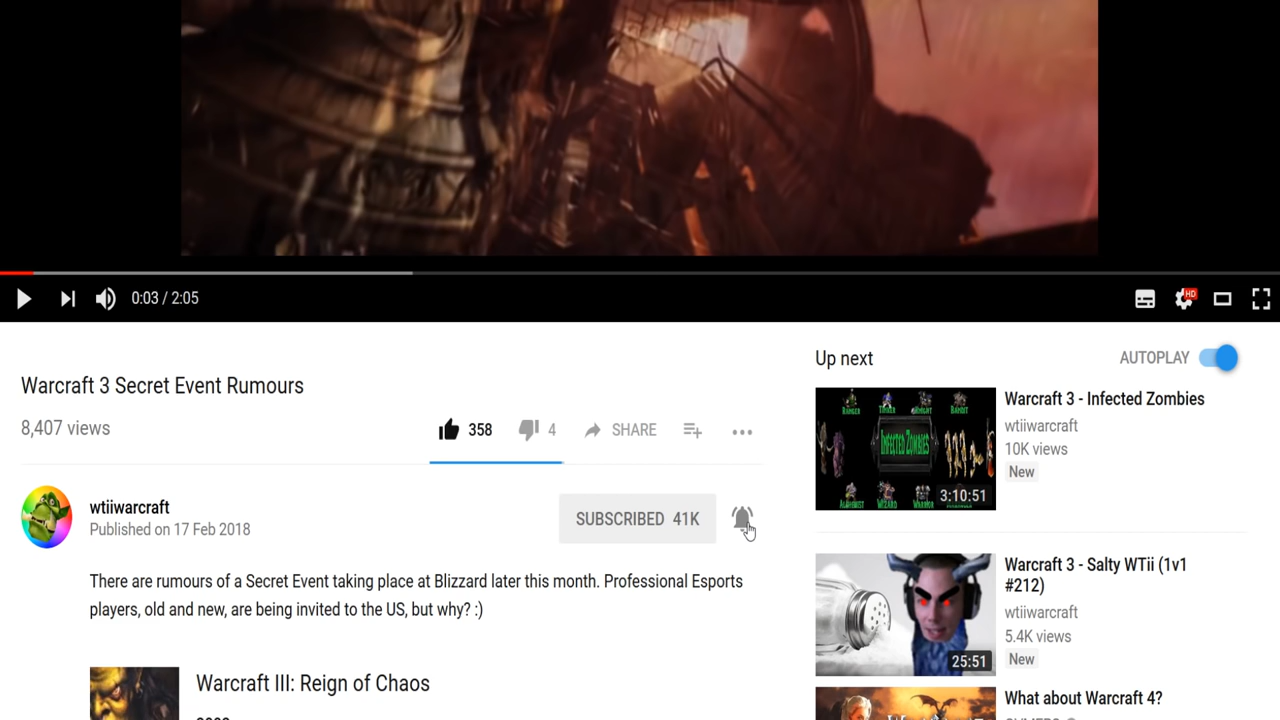 0:03 / 2:05
HD
Warcraft 3 Secret Event Rumours
8,407 views
358
4
SHARE
wtiiwarcraft
Published on 17 Feb 2018
SUBSCRIBED 41K
There are rumours of a Secret Event taking place at Blizzard later this month. Professional Esports
players, old and new, are being invited to the US, but why? :)
Warcraft III: Reign of Chaos
Up next
AUTOPLAY
INFECTED ZOMBIES
3:10:51
Warcraft 3 - Infected Zombies
wtiiwarcraft
10K views
New
25:51
Warcraft 3 - Salty WTii (1v1
#212)
wtiiwarcraft
5.4K views
New
What about Warcraft 4?